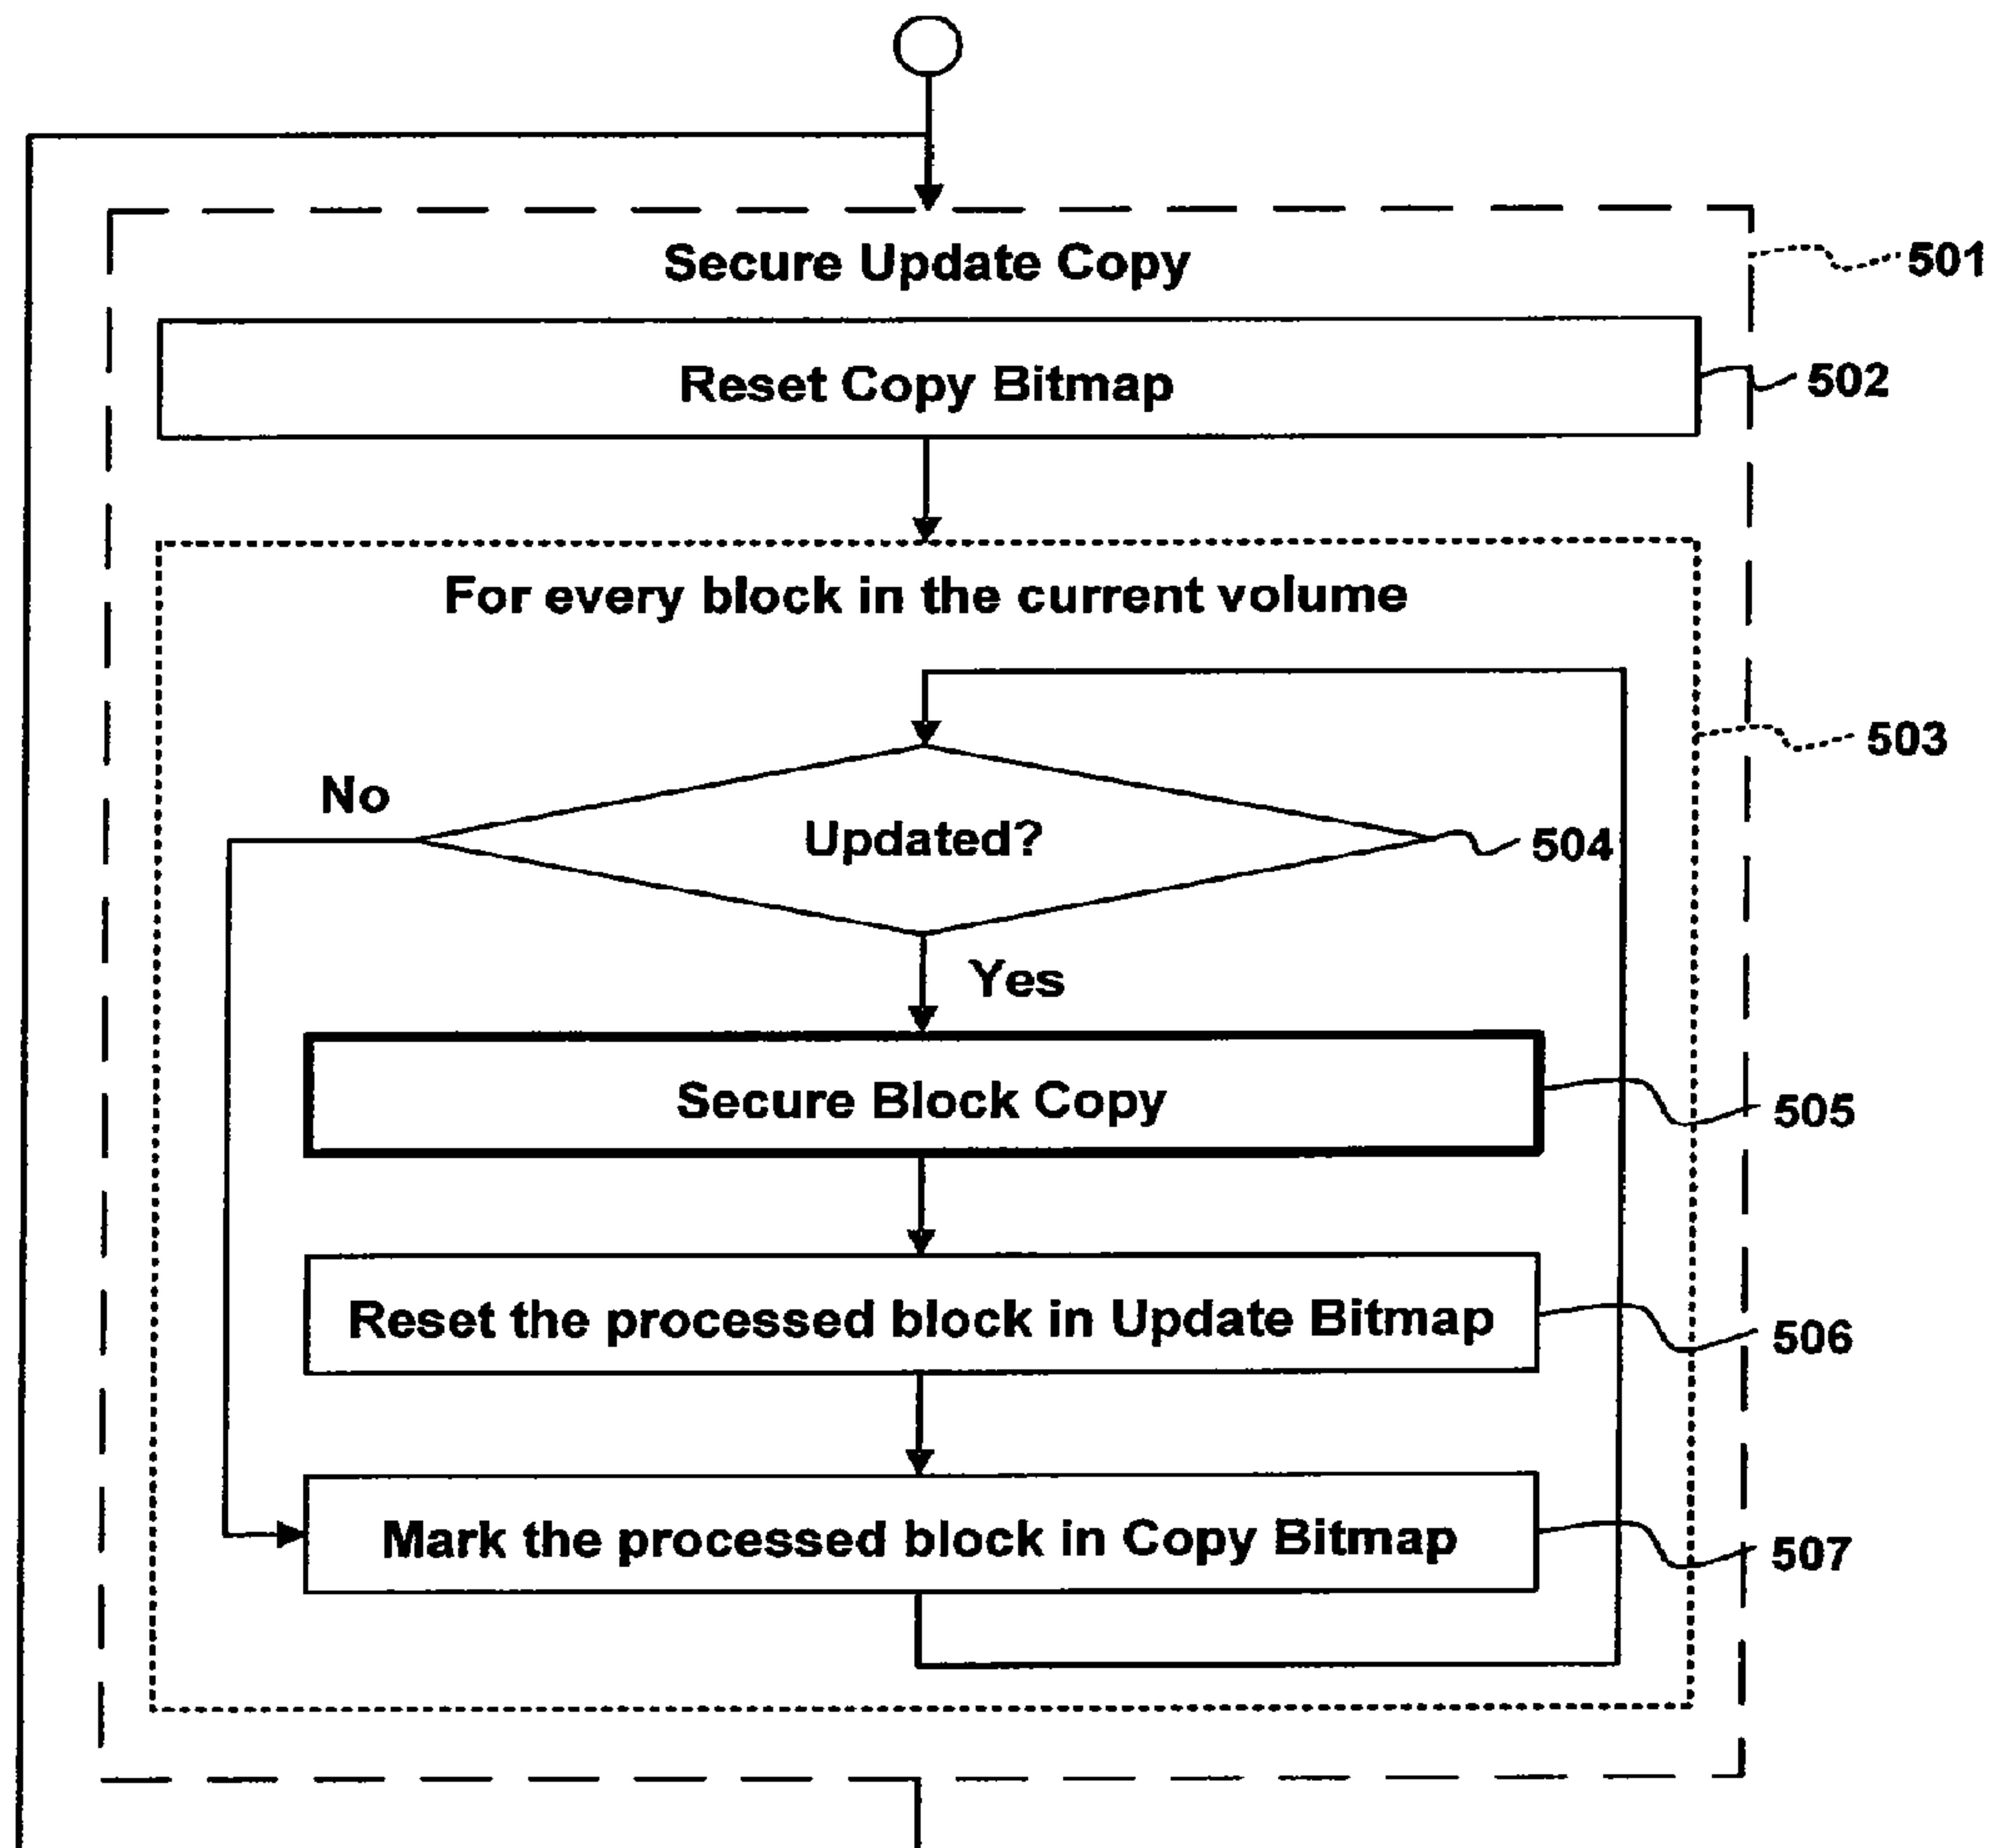 Secure Update Copy
501
Reset Copy Bitmap
502
For every block in the current volume
503
No
Updated?
504
Yes
Secure Block Copy
505
Reset the processed block in Update Bitmap
506
Mark the processed block in Copy Bitmap
507